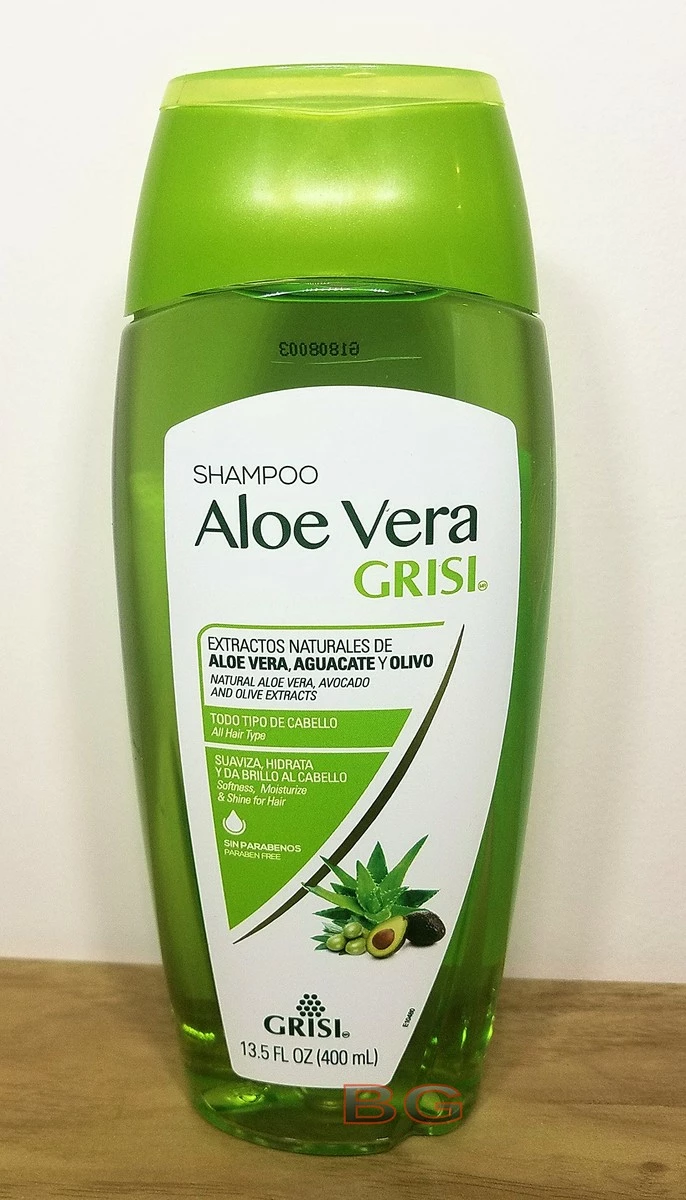 G18080003
SHAMPOO
Aloe Vera
GRISI
EXTRACTOS NATURALES DE
ALOE VERA, AGUACATE Y OLIVO
NATURAL ALOE VERA, AVOCADO
AND OLIVE EXTRACTS
TODO TIPO DE CABELLO
All Hair Type
SUAVIZA, HIDRATA
Y DA BRILLO AL CABELLO
Softness, Moisturize
& Shine for Hair
SIN PARABENOS
PARABEN FREE
GRISI
13.5 FL OZ (400 mL)
BG